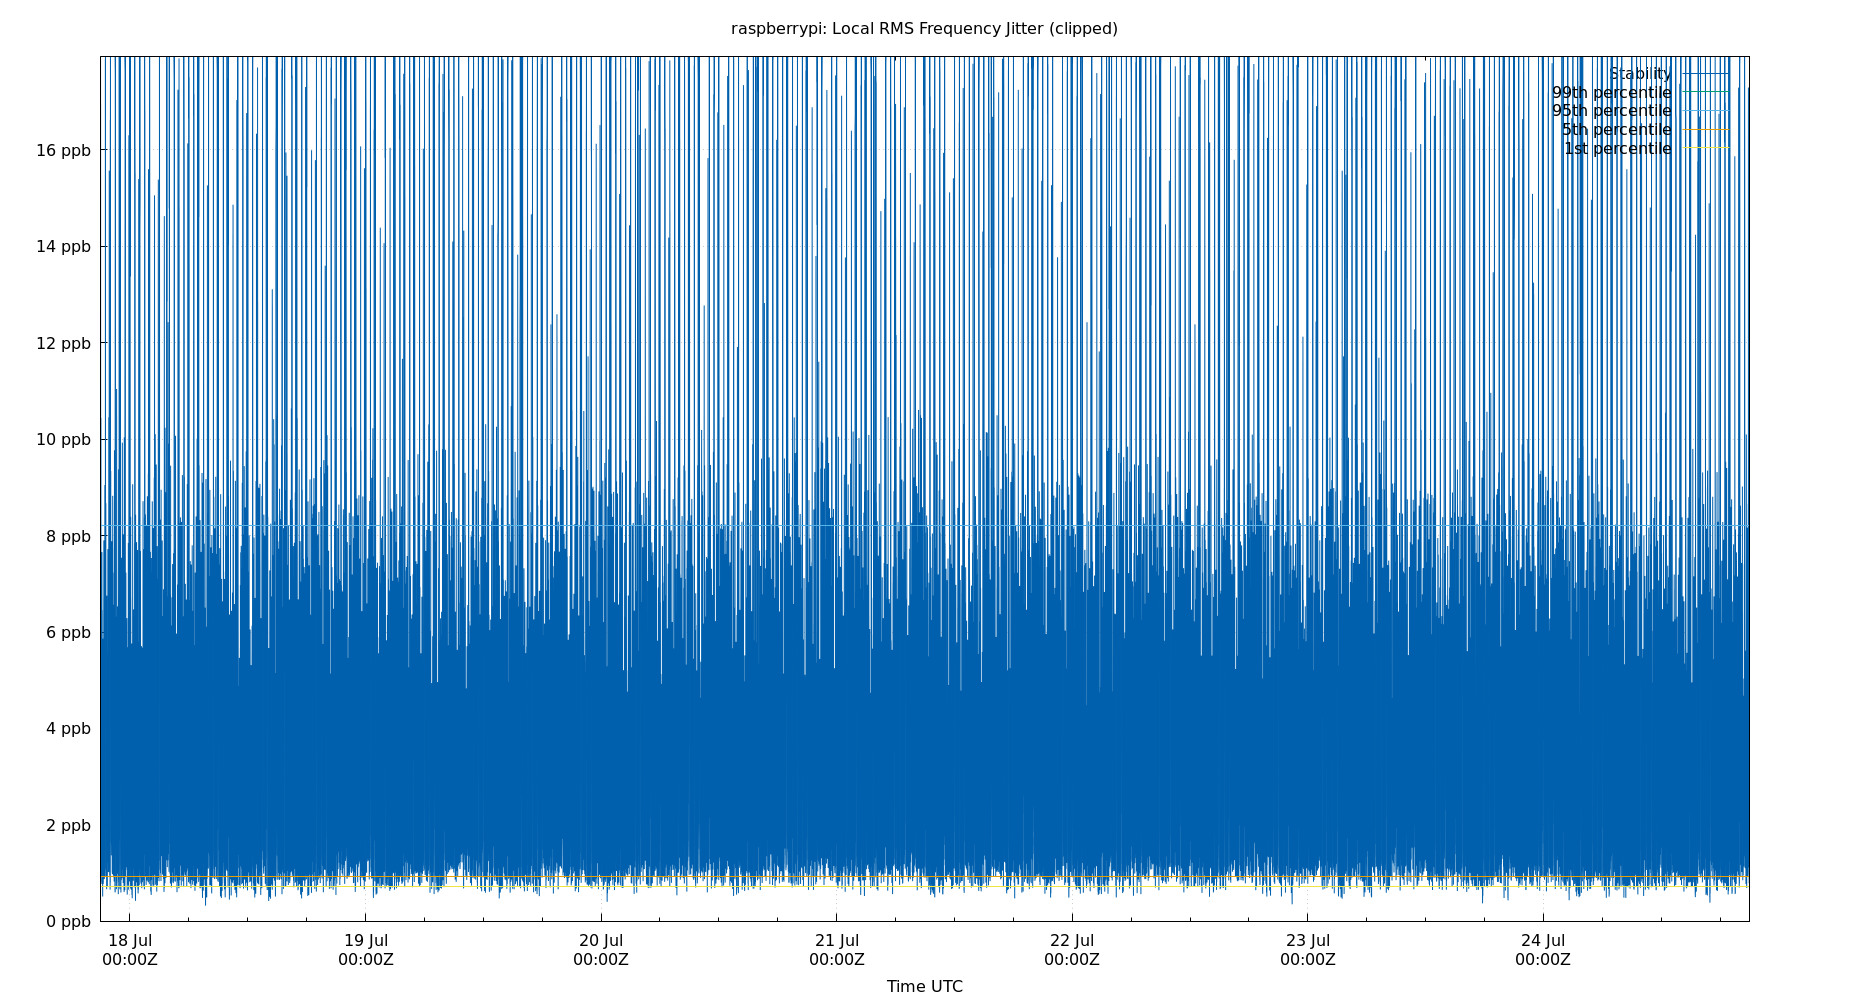 raspberrypi: Local RMS Frequency Jitter (clipped)
Stability
99th percentile
95th percentile
5th percentile
1st percentile
16 ppb
14 ppb
12 ppb
10 ppb
8 ppb
6 ppb
4 ppb
2 ppb
0 ppb
18 Jul 19 Jul 20 Jul 21 Jul 22 Jul 23 Jul 24 Jul
00:00Z 00:00Z 00:00Z 00:00Z 00:00Z 00:00Z 00:00Z
Time UTC